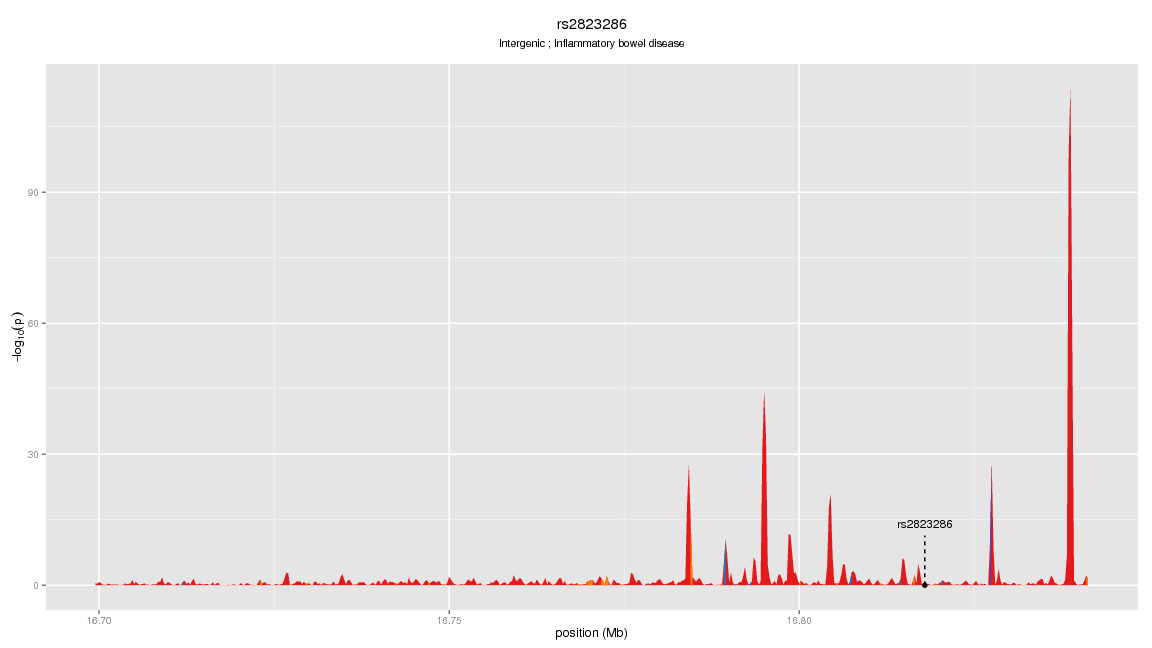 rs2823286
Intergenic ; Inflammatory bowel disease
−log10(p)
90
60
30
0
rs2823286
16.70
16.75
16.80
position (Mb)